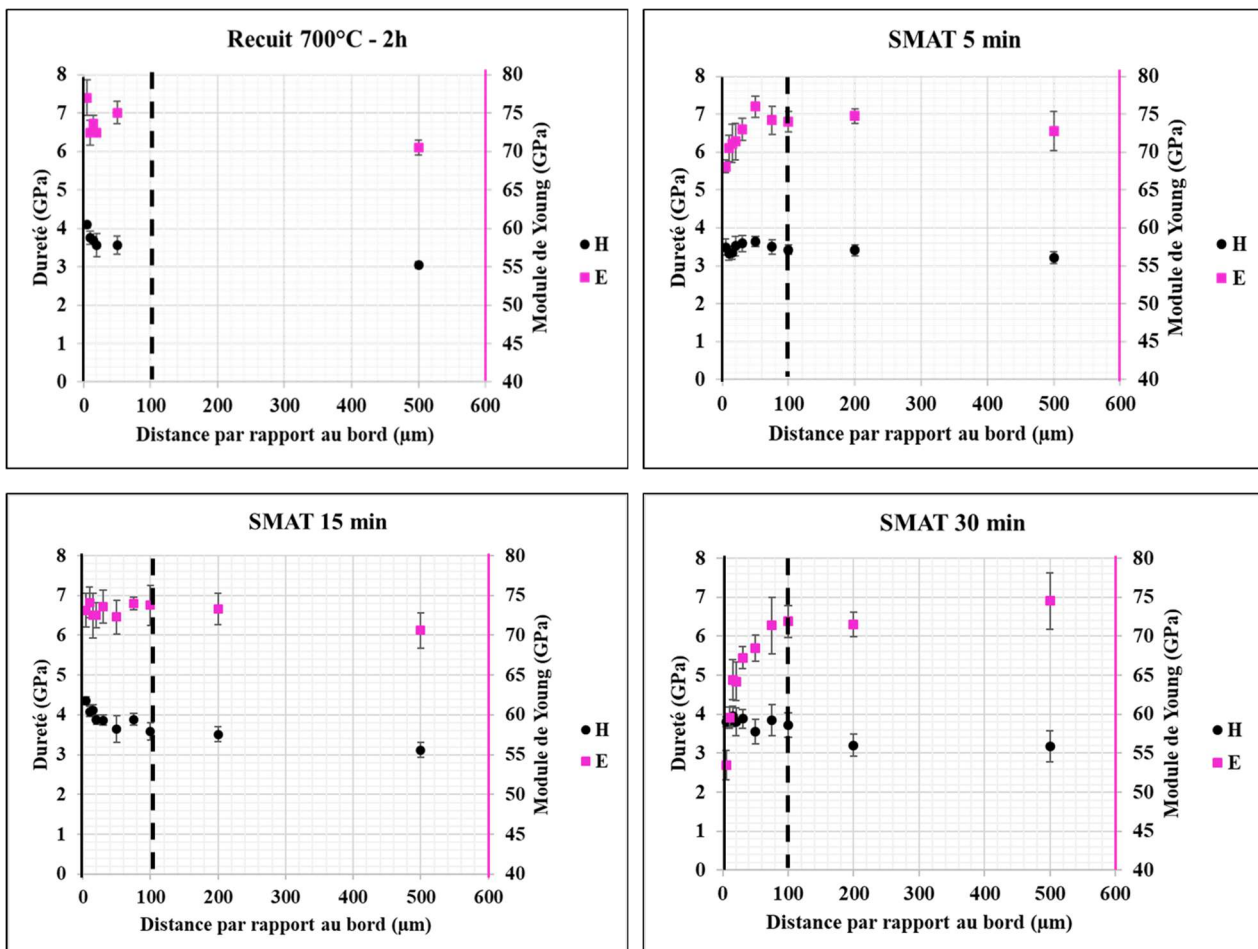 Recuit 700°C - 2h
8
7
6
5
4
3
2
1
0
Dureté (GPa)
80
75
70
65
60
55
50
45
40
Module de Young (GPa)
H
E
0 100 200 300 400 500 600
Distance par rapport au bord (µm)
SMAT 5 min
8
7
6
5
4
3
2
1
0
Dureté (GPa)
80
75
70
65
60
55
50
45
40
Module de Young (GPa)
H
E
0 100 200 300 400 500 600
Distance par rapport au bord (µm)
SMAT 15 min
8
7
6
5
4
3
2
1
0
Dureté (GPa)
80
75
70
65
60
55
50
45
40
Module de Young (GPa)
H
E
0 100 200 300 400 500 600
Distance par rapport au bord (µm)
SMAT 30 min
8
7
6
5
4
3
2
1
0
Dureté (GPa)
80
75
70
65
60
55
50
45
40
Module de Young (GPa)
H
E
0 100 200 300 400 500 600
Distance par rapport au bord (µm)